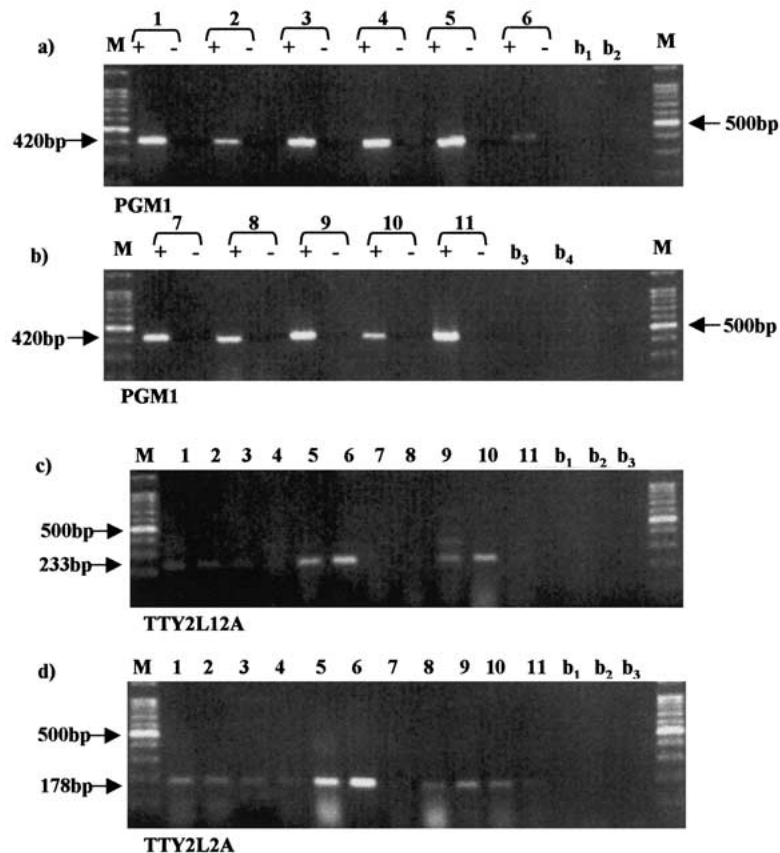 1 2 3 4 5 6
a) M + - + - + - + - + - + - b1 b2 M
420bp 500bp
PGM1
7 8 9 10 11
b) M + - + - + - + - + - b3 b4 M
420bp 500bp
PGM1
c) M 1 2 3 4 5 6 7 8 9 10 11 b1 b2 b3
500bp
233bp
TTY2L12A
d) M 1 2 3 4 5 6 7 8 9 10 11 b1 b2 b3
500bp
178bp
TTY2L2A